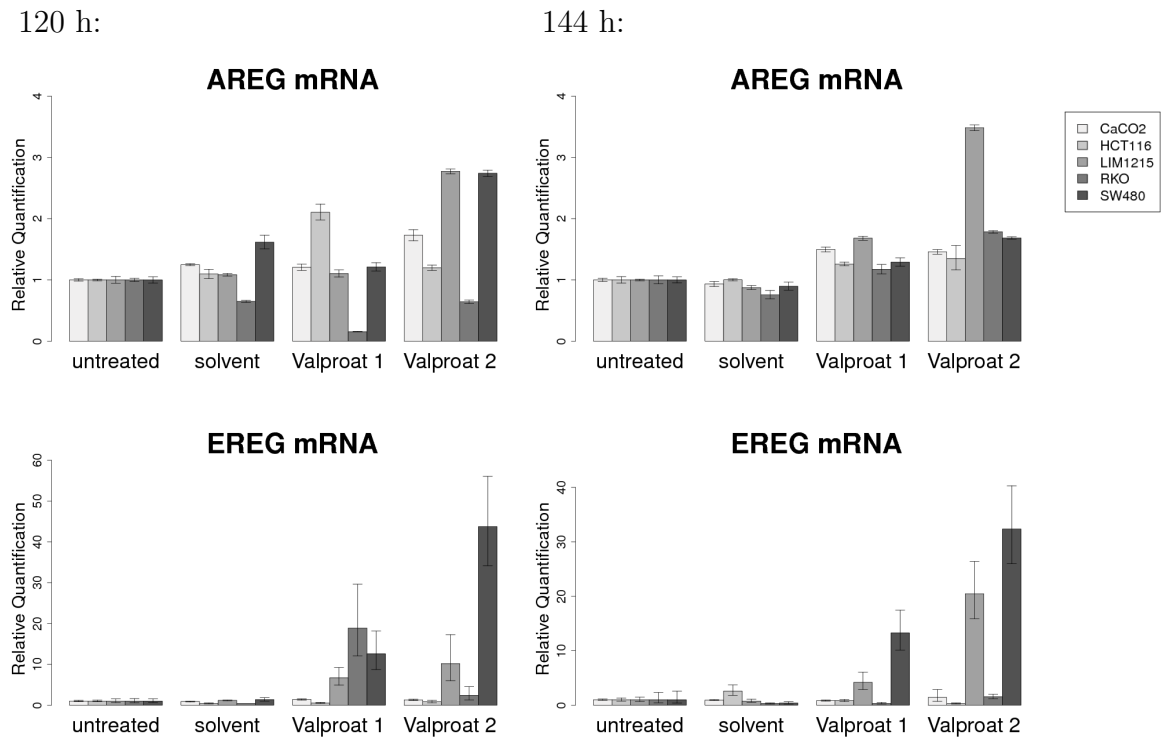 120 h:
144 h:
AREG mRNA
Relative Quantification
0
1
2
3
4
untreated
solvent
Valproat 1
Valproat 2
AREG mRNA
Relative Quantification
0
1
2
3
4
untreated
solvent
Valproat 1
Valproat 2
CaCO2
HCT116
LIM1215
RKO
SW480
EREG mRNA
Relative Quantification
0
10
20
30
40
50
60
untreated
solvent
Valproat 1
Valproat 2
EREG mRNA
Relative Quantification
0
10
20
30
40
untreated
solvent
Valproat 1
Valproat 2